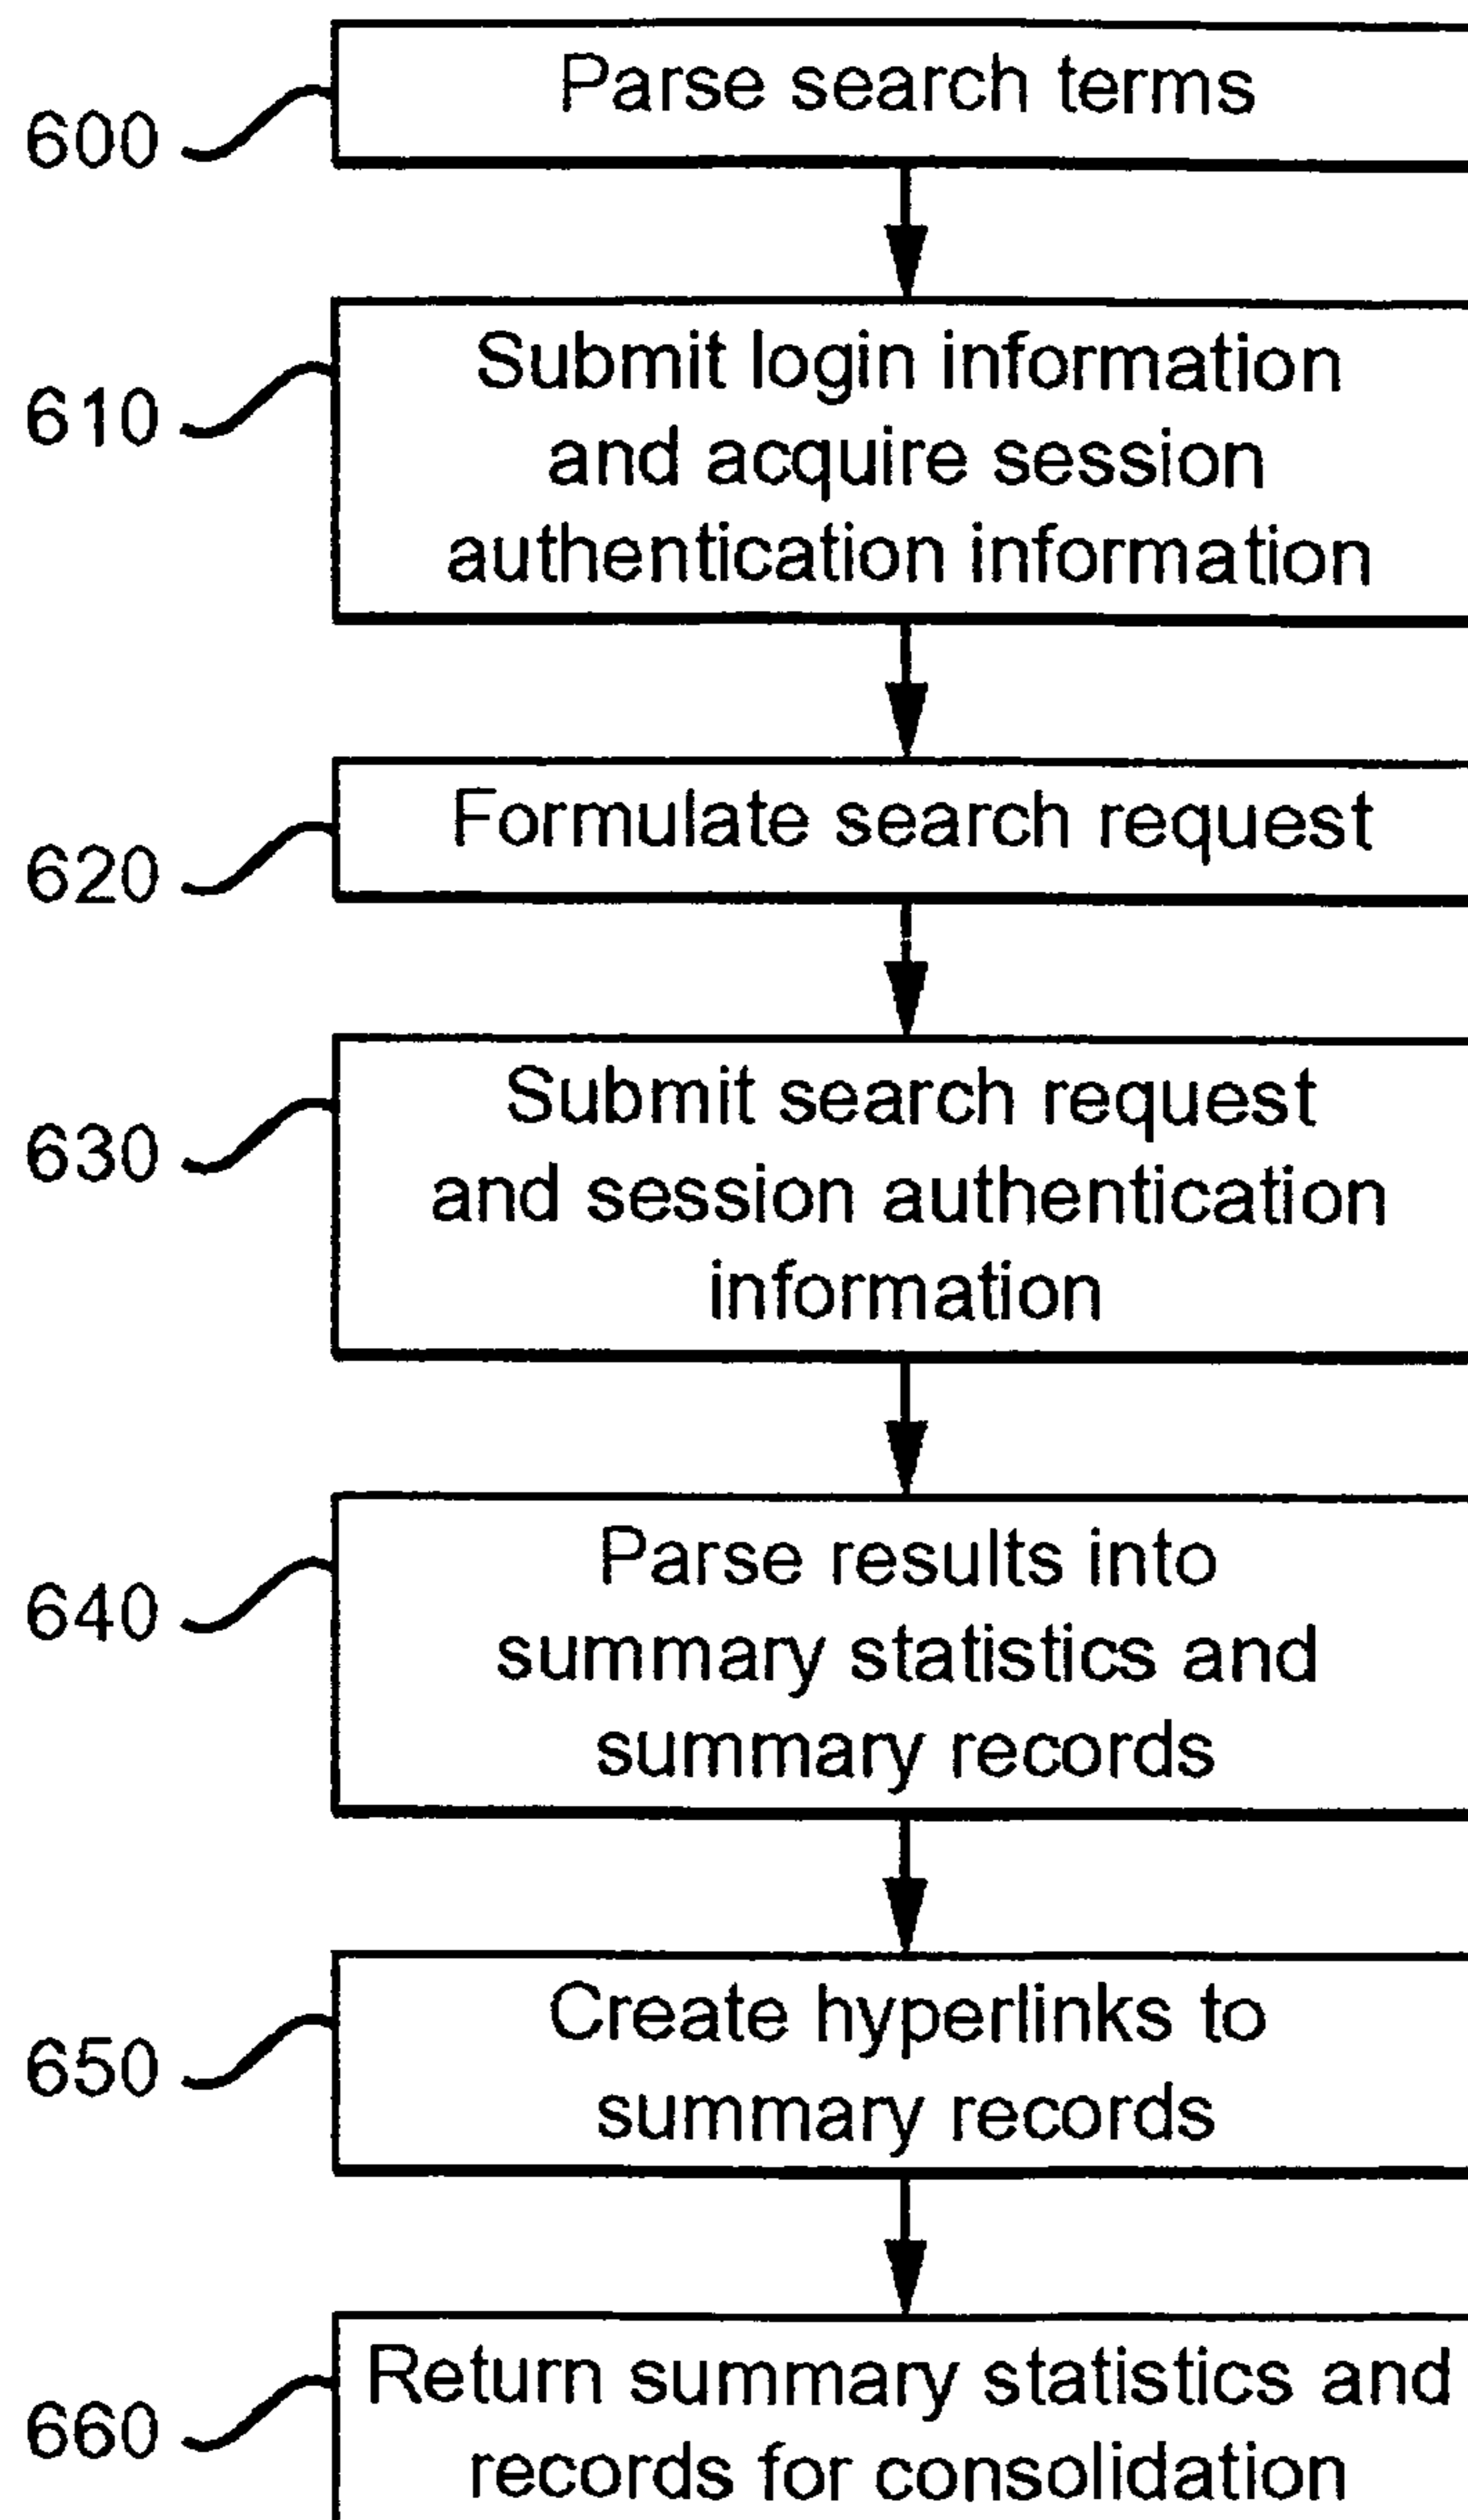 Parse search terms
600
Submit login information
610
and acquire session
authentication information
Formulate search request
620
Submit search request
630
and session authentication
information
Parse results into
640
summary statistics and
summary records
Create hyperlinks to
650
summary records
Return summary statistics and
660
records for consolidation